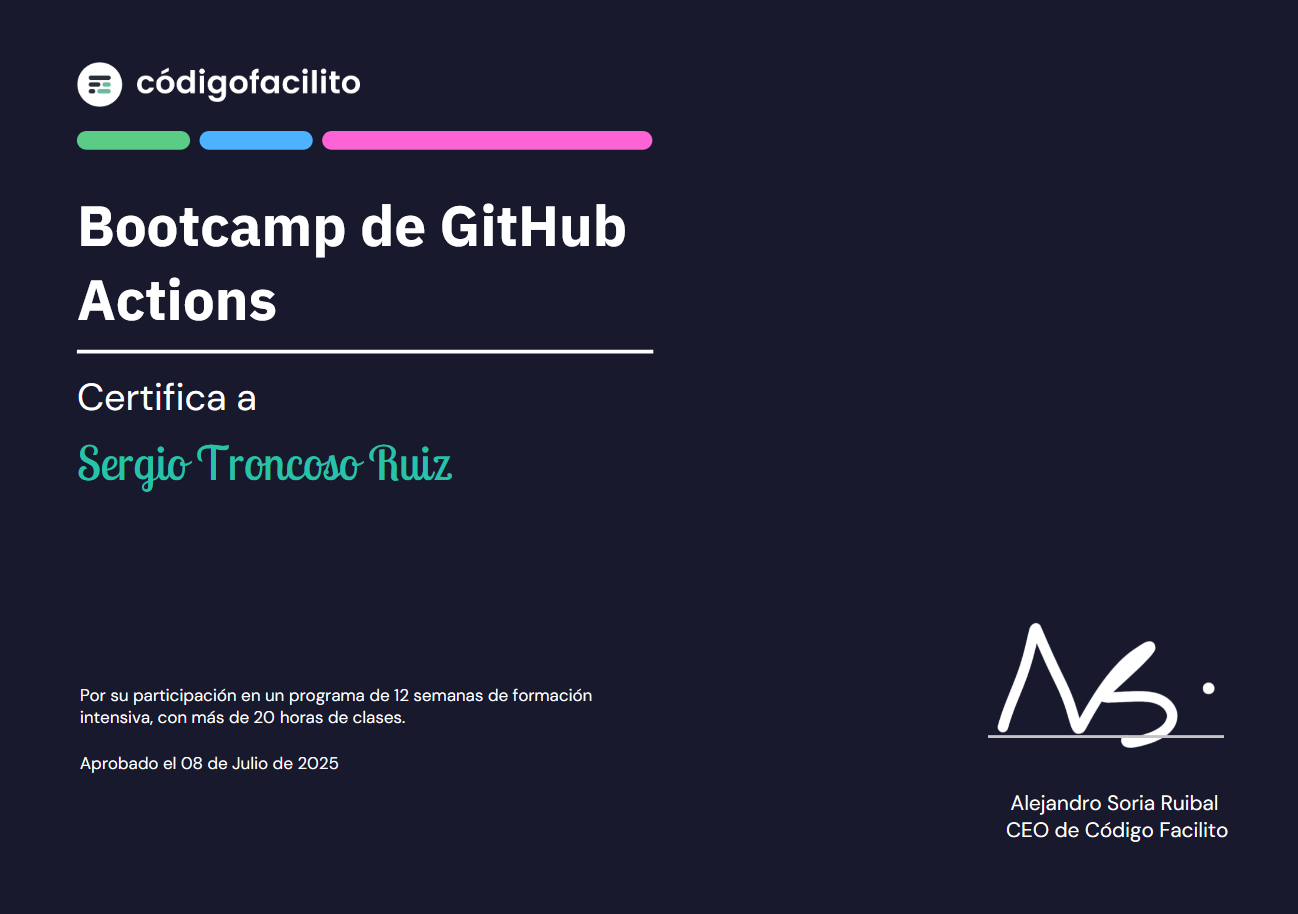 códigofacilito
Bootcamp de GitHub
Actions
Certifica a
Sergio Troncoso Ruiz
Por su participación en un programa de 12 semanas de formación
intensiva, con más de 20 horas de clases.
Aprobado el 08 de Julio de 2025
Alejandro Soria Ruibal
CEO de Código Facilito